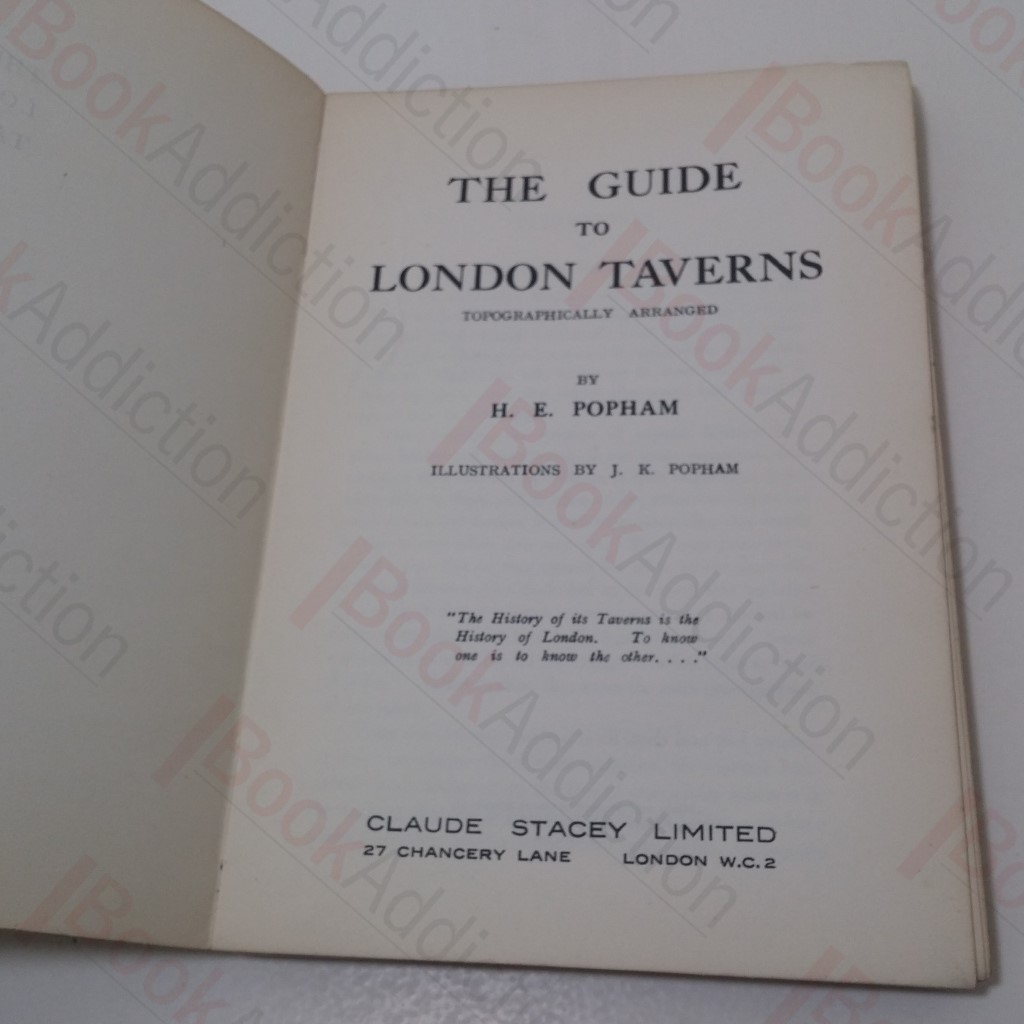 THE GUIDE
TO
LONDON TAVERNS
TOPOGRAPHICALLY ARRANGED
BY
H. E. POPHAM
ILLUSTRATIONS BY J. K. POPHAM
"The History of its Taverns is the
History of London. To know
one is to know the other. . . ."
CLAUDE STACEY LIMITED
27 CHANCERY LANE LONDON W.C.2
BookAddiction